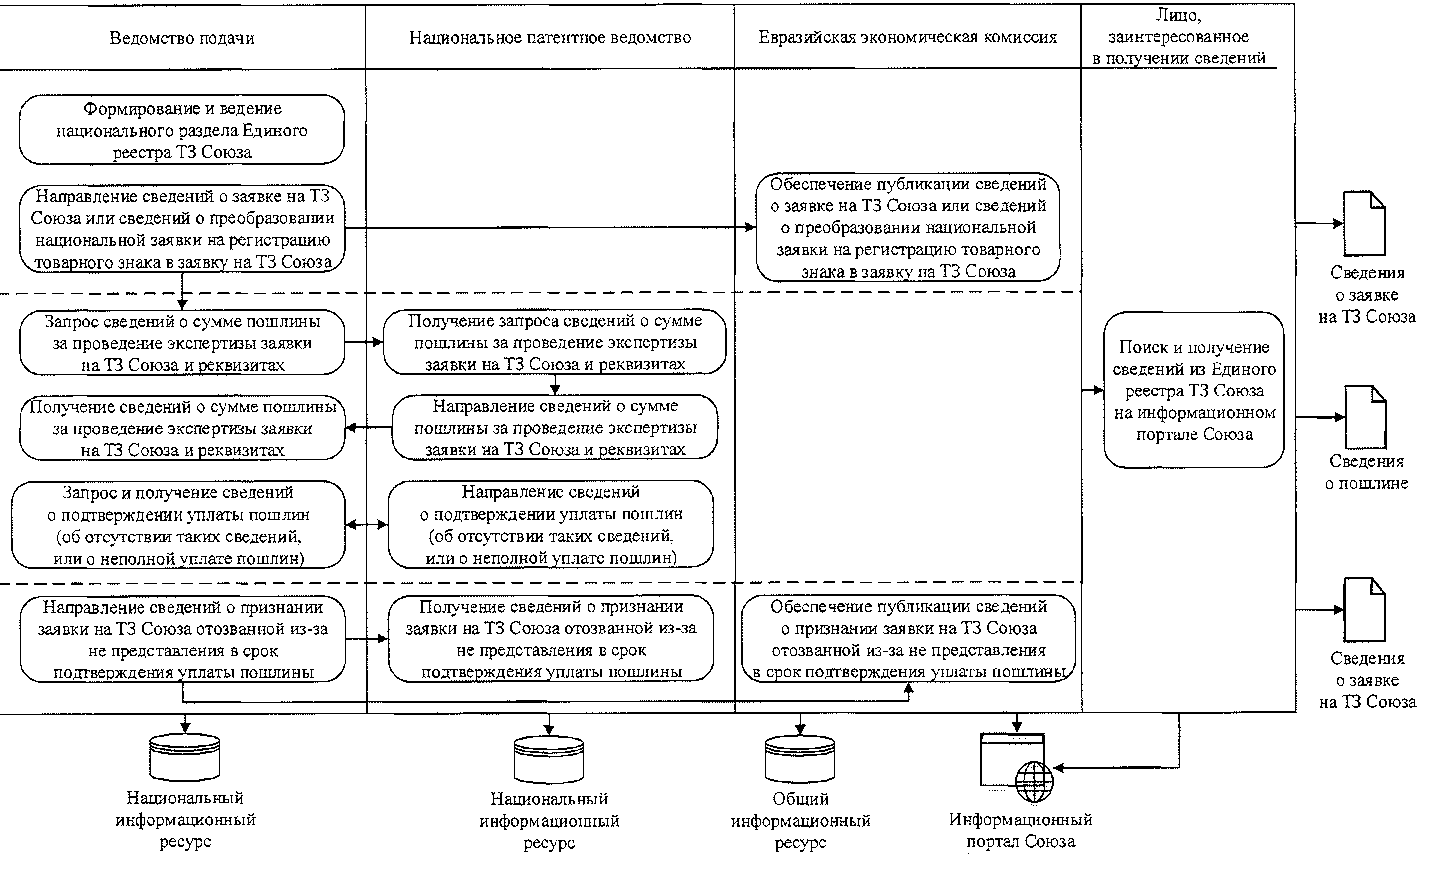 Ведомство подачи
Национальное патентное ведомство
Евразийская экономическая комиссия
Лицо,
заинтересованное
в получении сведений
Формирование и ведение
национального раздела Единого
реестра ТЗ Союза
Направление сведений о заявке на ТЗ
Союза или сведений о преобразовании
национальной заявки на регистрацию
товарного знака в заявку на ТЗ Союза
Обеспечение публикации сведений
о заявке на ТЗ Союза или сведений
о преобразовании национальной
заявки на регистрацию товарного
знака в заявку на ТЗ Союза
Сведения
о заявке
на ТЗ Союза
Запрос сведений о сумме пошлины
за проведение экспертизы заявки
на ТЗ Союза и реквизитах
Получение запроса сведений о сумме
пошлины за проведение экспертизы
заявки на ТЗ Союза и реквизитах
Поиск и получение
сведений из Единого
реестра ТЗ Союза
на информационном
портале Союза
Получение сведений о сумме пошлины
за проведение экспертизы заявки
на ТЗ Союза и реквизитах
Направление сведений о сумме
пошлины за проведение экспертизы
заявки на ТЗ Союза и реквизитах
Сведения
о пошлине
Запрос и получение сведений
о подтверждении уплаты пошлин
(об отсутствии таких сведений,
или о неполной уплате пошлин)
Направление сведений
о подтверждении уплаты пошлин
(об отсутствии таких сведений,
или о неполной уплате пошлин)
Направление сведений о признании
заявки на ТЗ Союза отозванной из-за
не представления в срок
подтверждения уплаты пошлины
Получение сведений о признании
заявки на ТЗ Союза отозванной из-за
не представления в срок
подтверждения уплаты пошлины
Обеспечение публикации сведений
о признании заявки на ТЗ Союза
отозванной из-за не представления
в срок подтверждения уплаты пошлины
Сведения
о заявке
на ТЗ Союза
Национальный
информационный
ресурс
Национальный
информационный
ресурс
Общий
информационный
ресурс
Информационный
портал Союза